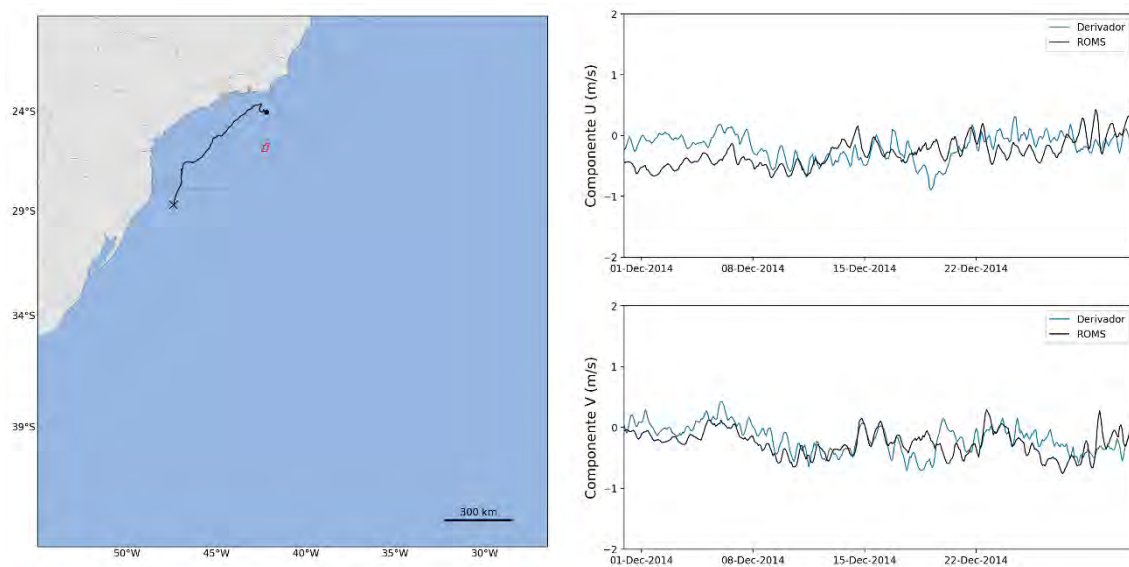 24°S
29°S
34°S
39°S
50°W 45°W 40°W 35°W 30°W
300 km
Componente U (m/s)
2
1
0
−1
−2
01-Dec-2014 08-Dec-2014 15-Dec-2014 22-Dec-2014
Derivador
ROMS
Componente V (m/s)
2
1
0
−1
−2
01-Dec-2014 08-Dec-2014 15-Dec-2014 22-Dec-2014
Derivador
ROMS